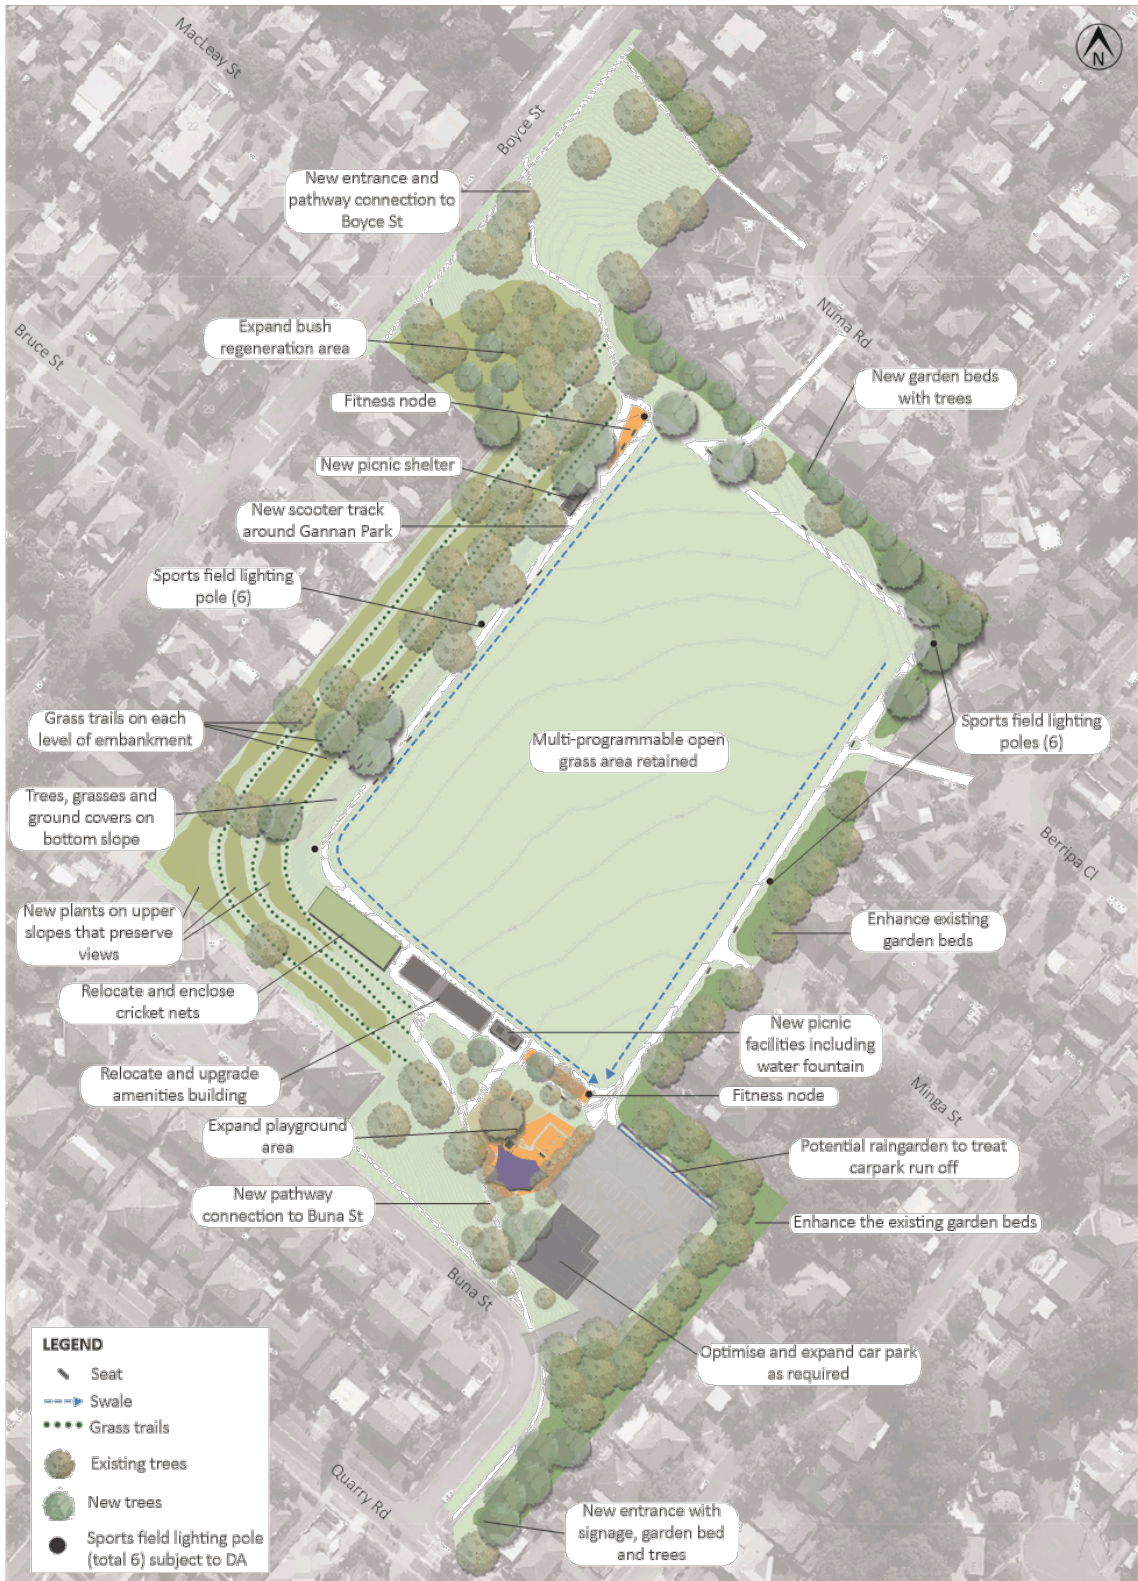 MacLeay St
N
Boyce St
New entrance and
pathway connection to
Boyce St
Numa Rd
Bruce St
Expand bush
regeneration area
New garden beds
with trees
Fitness node
New picnic shelter
New scooter track
around Gannan Park
Sports field lighting
pole (6)
Grass trails on each
level of embankment
Sports field lighting
poles (6)
Multi-programmable open
grass area retained
Trees, grasses and
ground covers on
bottom slope
Berripa Cl
New plants on upper
slopes that preserve
views
Enhance existing
garden beds
Relocate and enclose
cricket nets
New picnic
facilities including
water fountain
Relocate and upgrade
amenities building
Fitness node
Minga St
Expand playground
area
Potential raingarden to treat
carpark run off
New pathway
connection to Buna St
Enhance the existing garden beds
Buna St
Optimise and expand car park
as required
LEGEND
Seat
Swale
Grass trails
Existing trees
New trees
Sports field lighting pole
(total 6) subject to DA
Quarry Rd
New entrance with
signage, garden bed
and trees